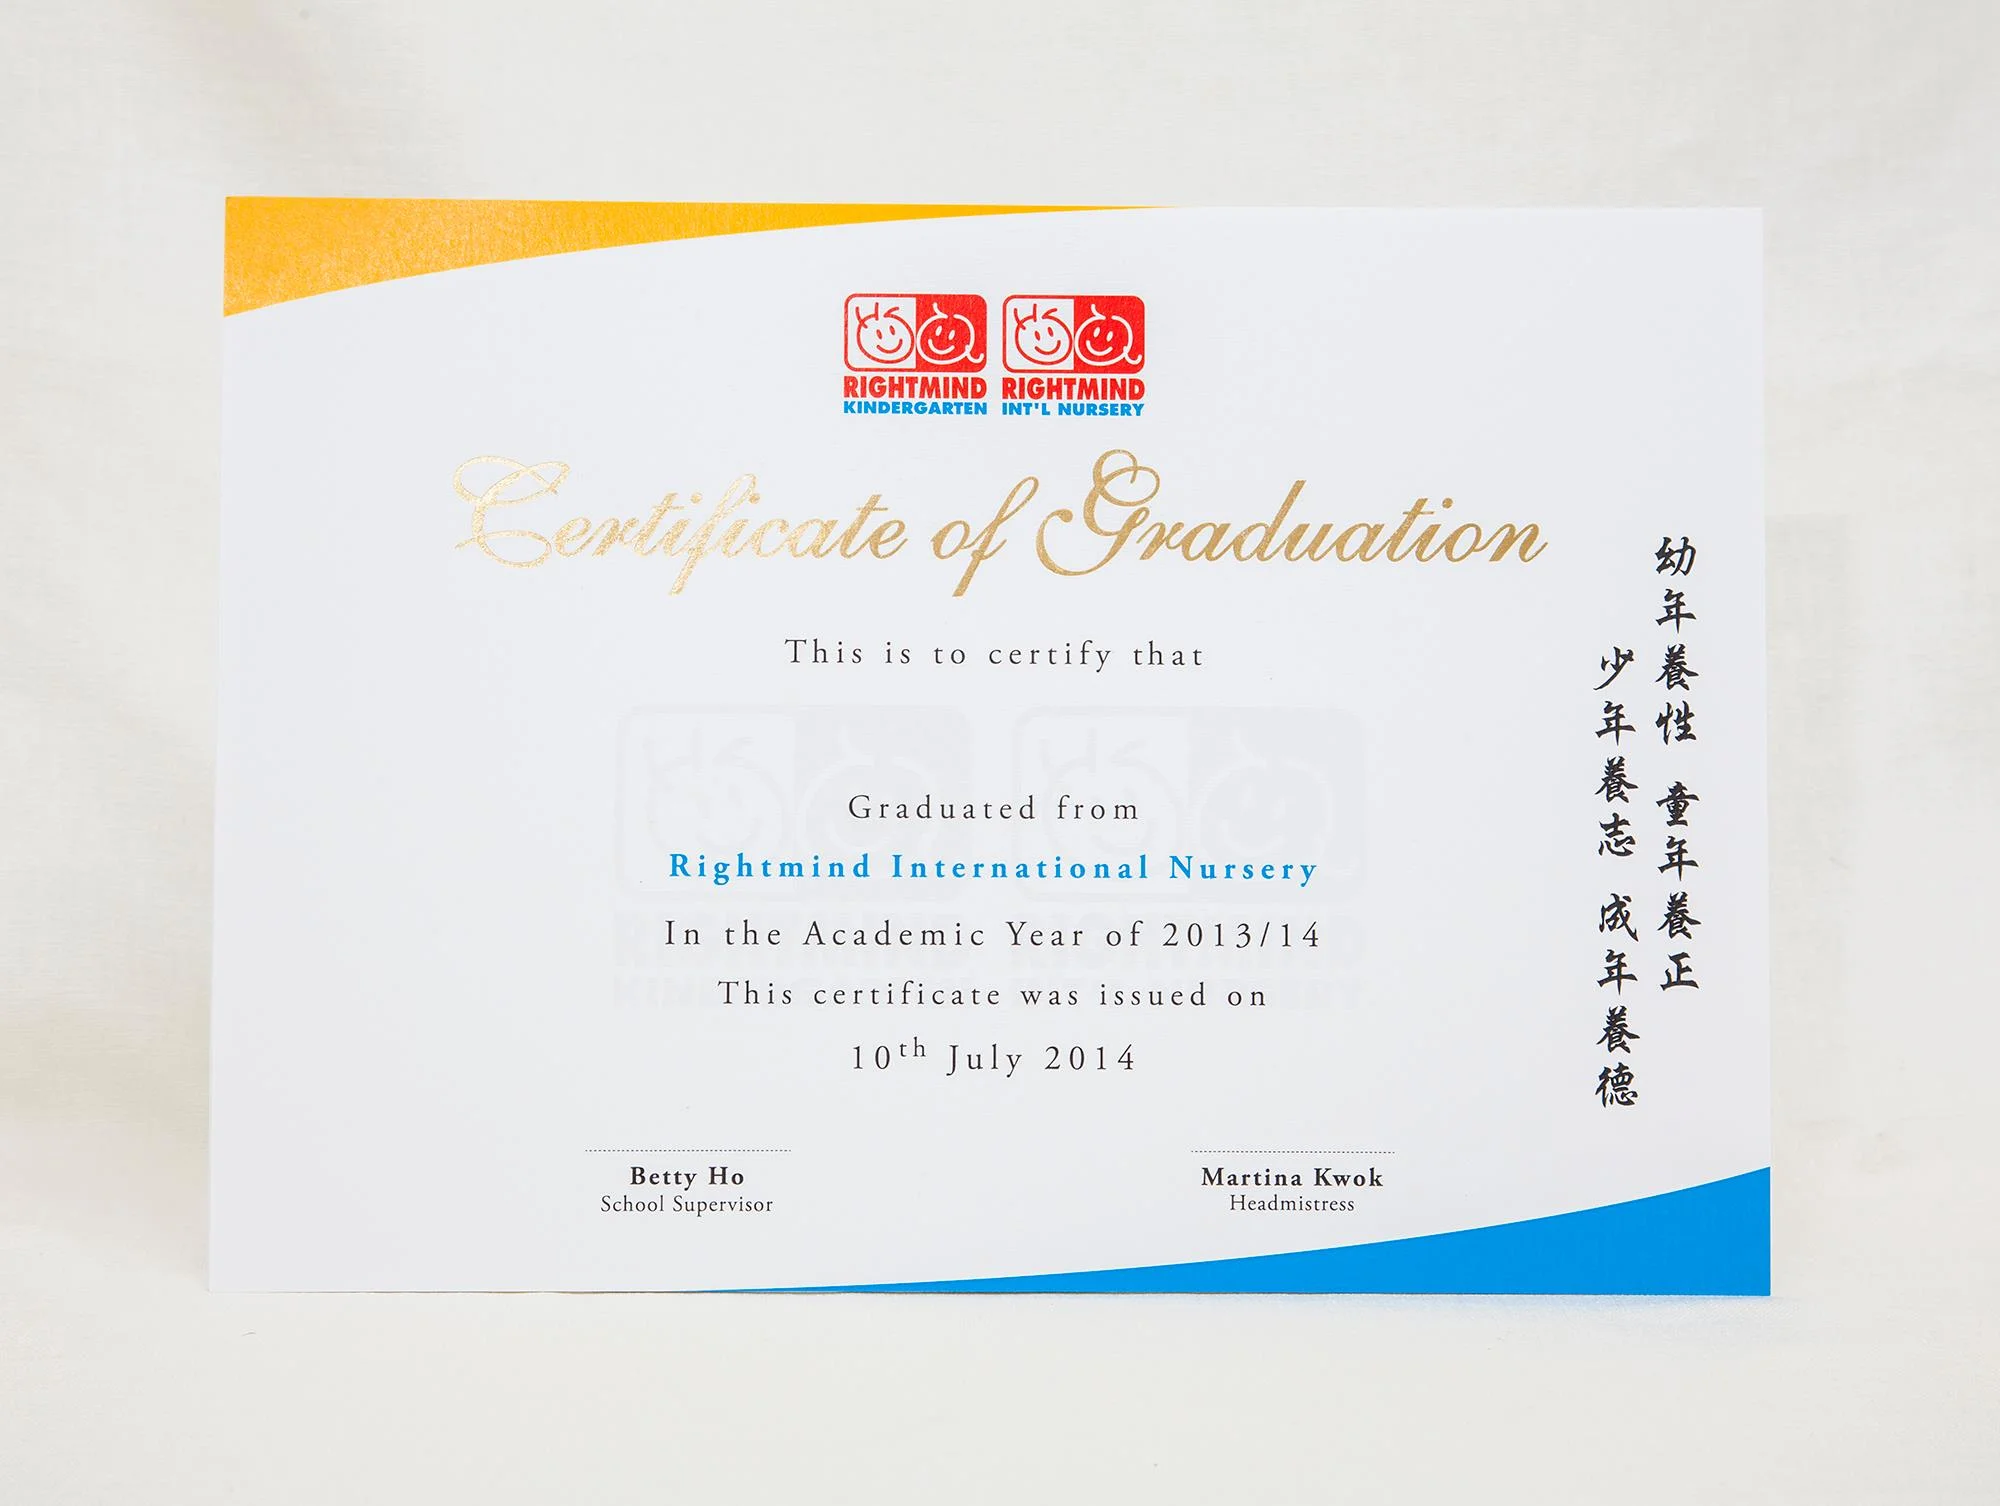 RIGHTMIND
KINDERGARTEN
RIGHTMIND
INT'L NURSERY
Certificate of Graduation
This is to certify that
Graduated from
Rightmind International Nursery
In the Academic Year of 2013/14
This certificate was issued on
10th July 2014
Betty Ho
School Supervisor
Martina Kwok
Headmistress
幼年養性 童年養正
少年養志 成年養德